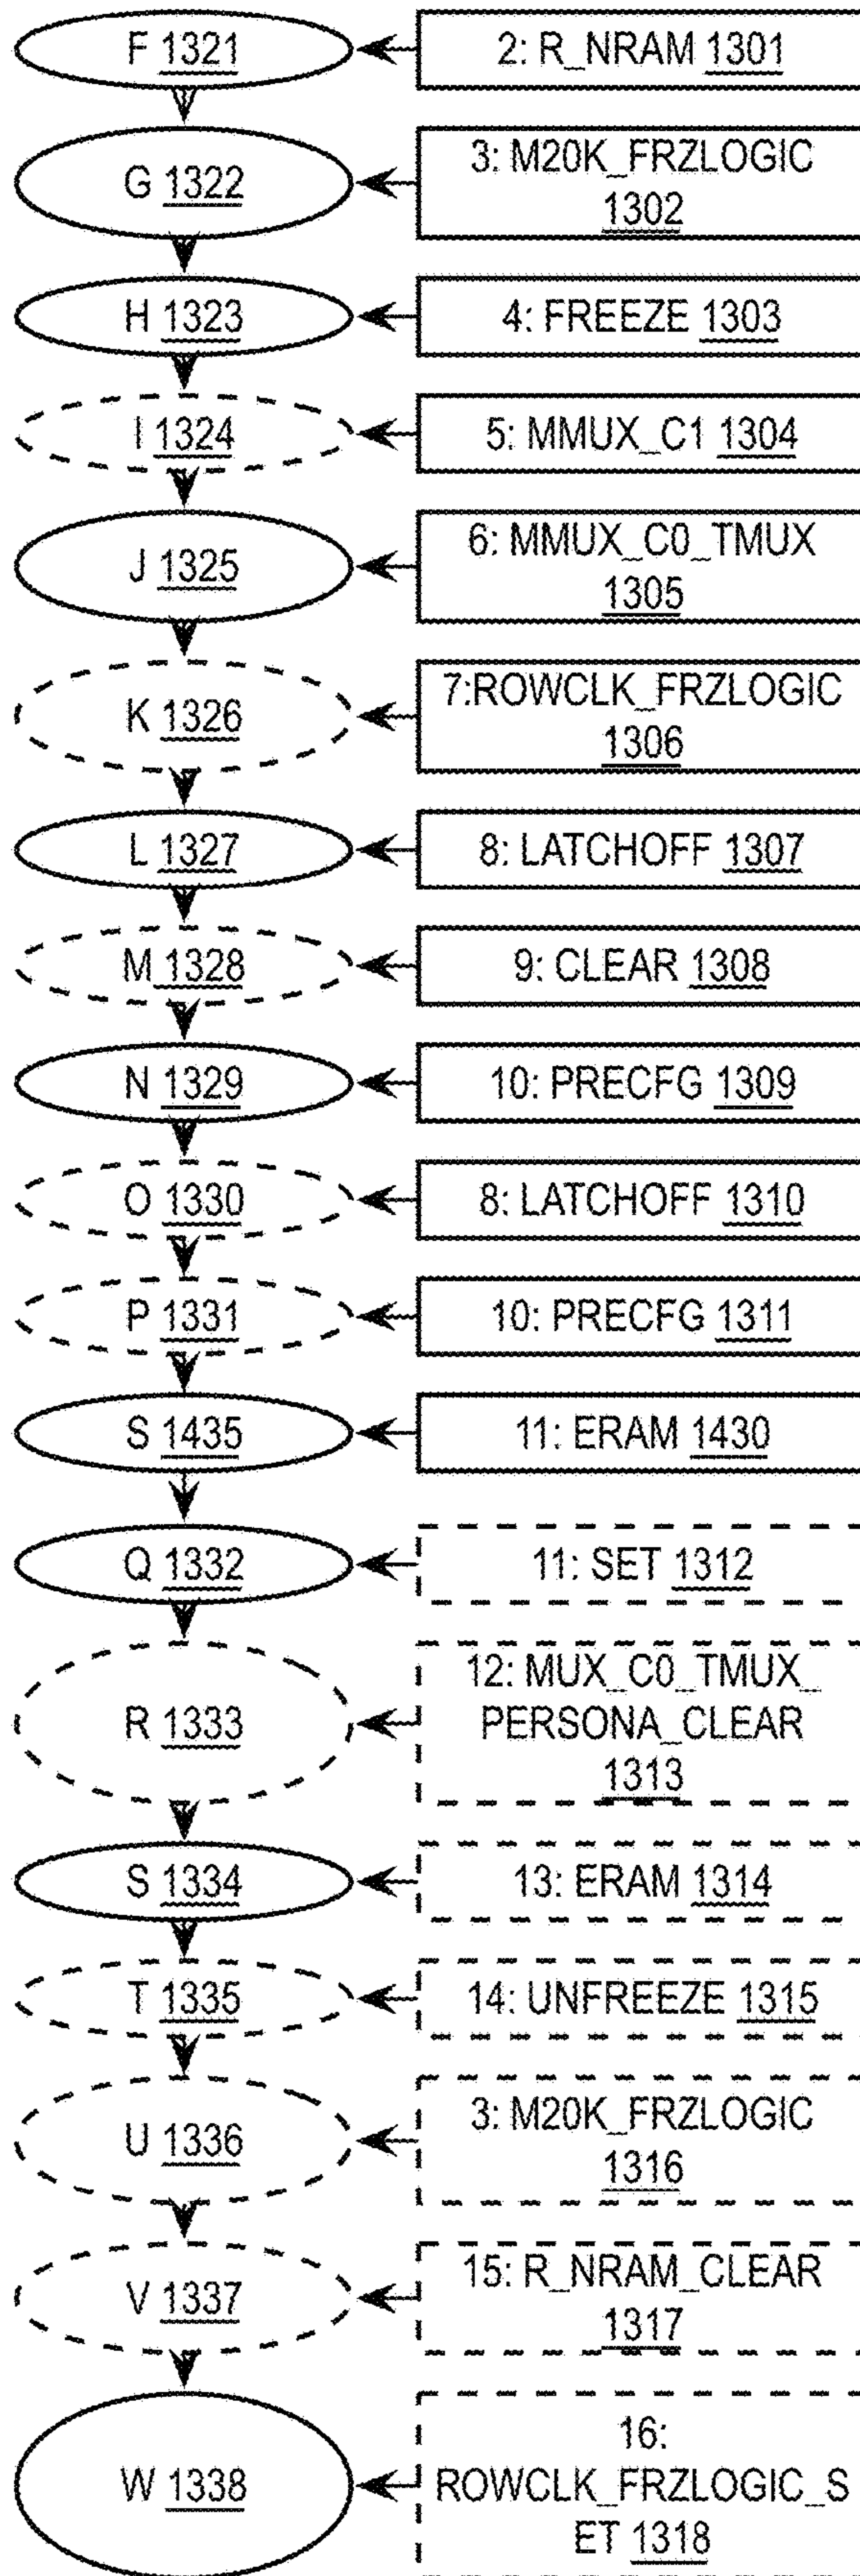 F 1321
2: R_NRAM 1301
G 1322
3: M20K_FRZLOGIC
1302
H 1323
4: FREEZE 1303
I 1324
5: MMUX_C1 1304
J 1325
6: MMUX_C0_TMUX
1305
K 1326
7:ROWCLK_FRZLOGIC
1306
L 1327
8: LATCHOFF 1307
M 1328
9: CLEAR 1308
N 1329
10: PRECFG 1309
O 1330
8: LATCHOFF 1310
P 1331
10: PRECFG 1311
S 1435
11: ERAM 1430
Q 1332
11: SET 1312
R 1333
12: MUX_C0_TMUX_
PERSONA_CLEAR
1313
S 1334
13: ERAM 1314
T 1335
14: UNFREEZE 1315
U 1336
3: M20K_FRZLOGIC
1316
V 1337
15: R_NRAM_CLEAR
1317
W 1338
16:
ROWCLK_FRZLOGIC_S
ET 1318